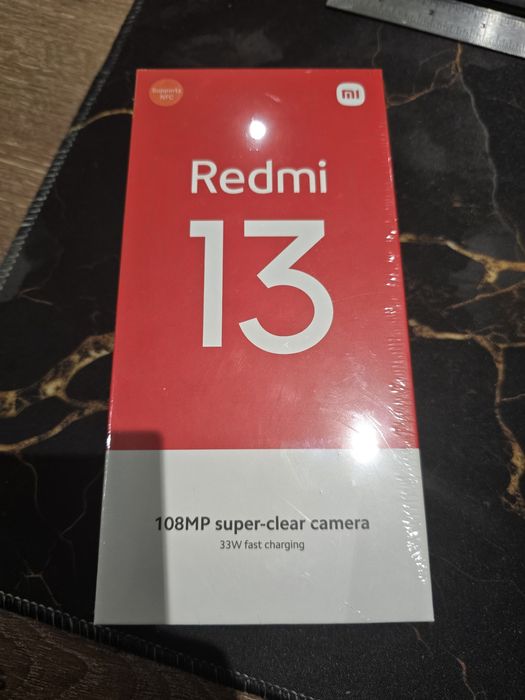 Supports
NFC
mi
Redmi
13
108MP super-clear camera
33W fast charging